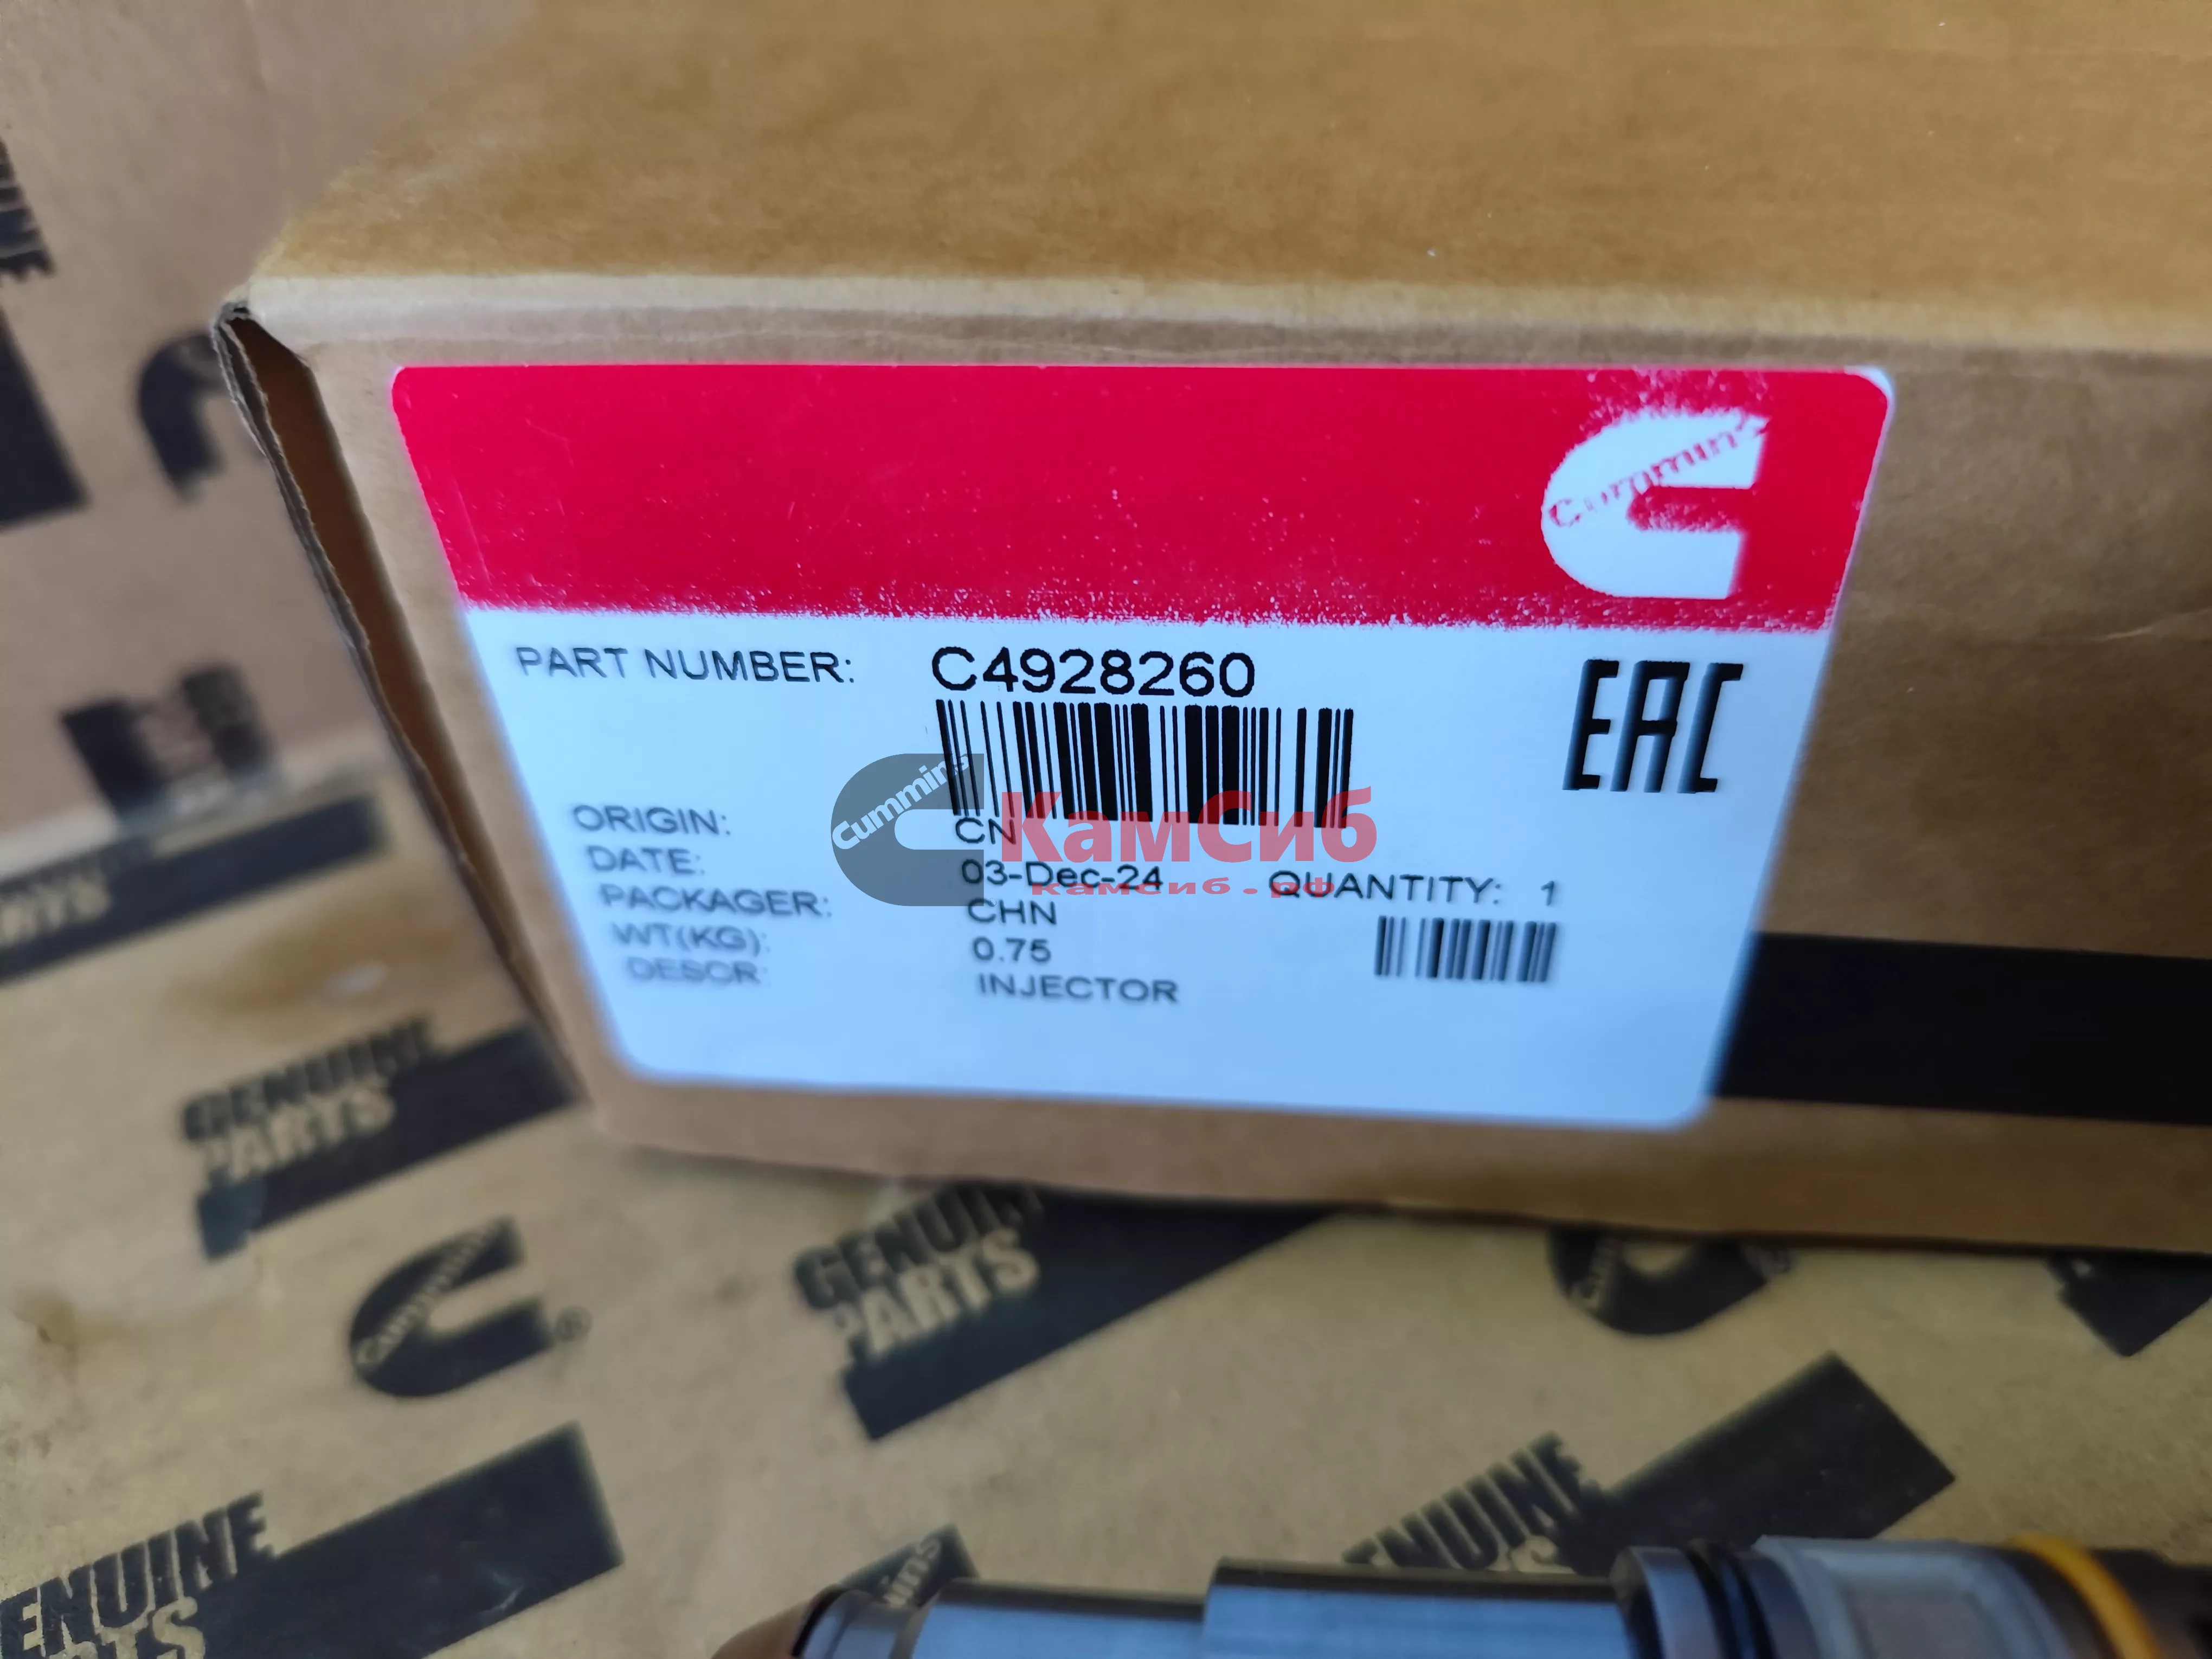 Cummins
PART NUMBER: C4928260
EAC
Cummins
КамСиб
камсиб.рф
ORIGIN: CN
DATE: 03-Dec-24
QUANTITY: 1
PACKAGER: CHN
WT(KG): 0.75
DESCR: INJECTOR
PARTS
GENUINE
PARTS
Cummins
®
GENUINE
PARTS
GENUINE
PARTS
GENUINE